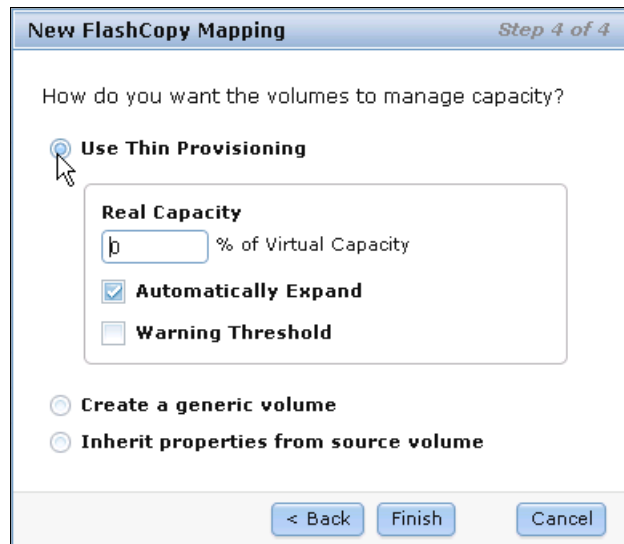 New FlashCopy Mapping Step 4 of 4
How do you want the volumes to manage capacity?
Use Thin Provisioning
Real Capacity
0 % of Virtual Capacity
Automatically Expand
Warning Threshold
Create a generic volume
Inherit properties from source volume
< Back Finish Cancel